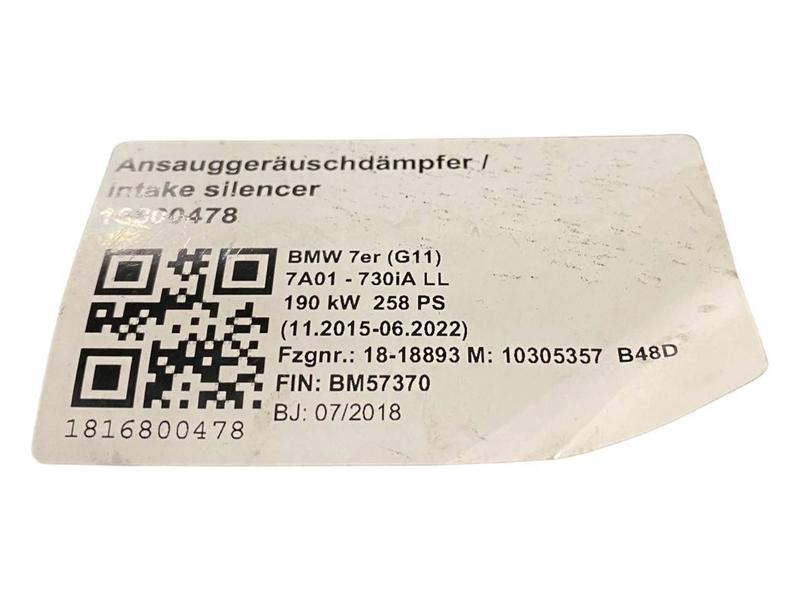 Ansauggeräuschdämpfer /
intake silencer
16800478
BMW 7er (G11)
7A01 - 730iA LL
190 kW 258 PS
(11.2015-06.2022)
Fzgnr.: 18-18893 M: 10305357 B48D
FIN: BM57370
BJ: 07/2018
1816800478